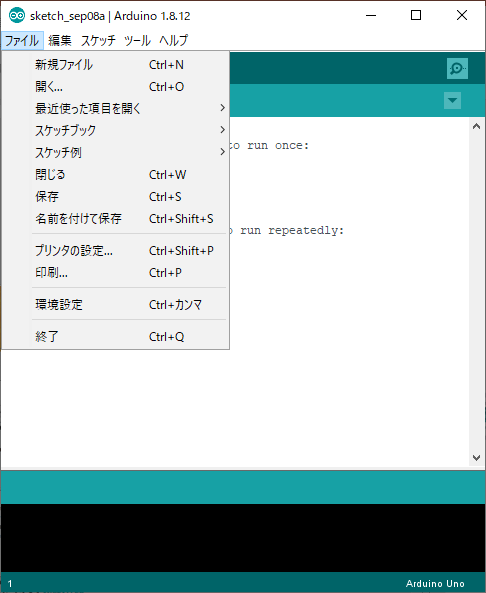 sketch_sep08a | Arduino 1.8.12
ファイル 編集 スケッチ ツール ヘルプ
新規ファイル Ctrl+N
開く... Ctrl+O
最近使った項目を開く
スケッチブック
スケッチ例
to run once:
閉じる Ctrl+W
保存 Ctrl+S
名前を付けて保存 Ctrl+Shift+S
run repeatedly:
プリンタの設定... Ctrl+Shift+P
印刷... Ctrl+P
環境設定 Ctrl+カンマ
終了 Ctrl+Q
1 Arduino Uno